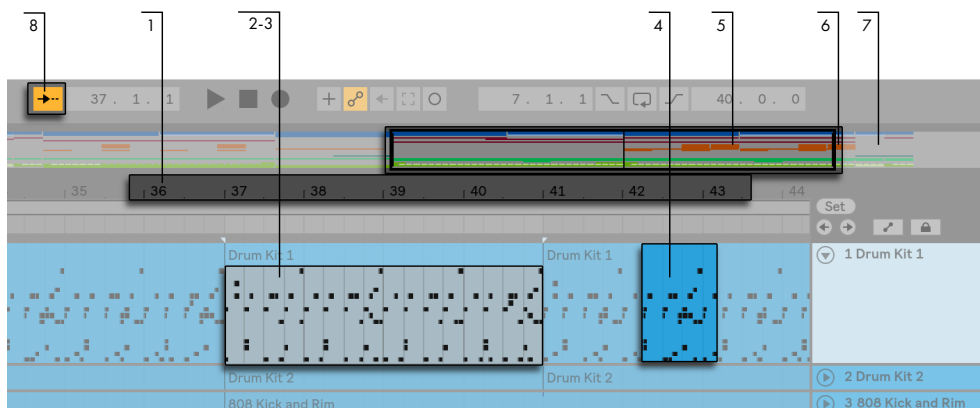 8 1 2-3 4 5 6 7
37. 1. 1 7. 1. 1 40. 0. 0
35 36 37 38 39 40 41 42 43 44
Set
Drum Kit 1 Drum Kit 1 1 Drum Kit 1
Drum Kit 2 Drum Kit 2 2 Drum Kit 2
808 Kick and Rim 3 808 Kick and Rim